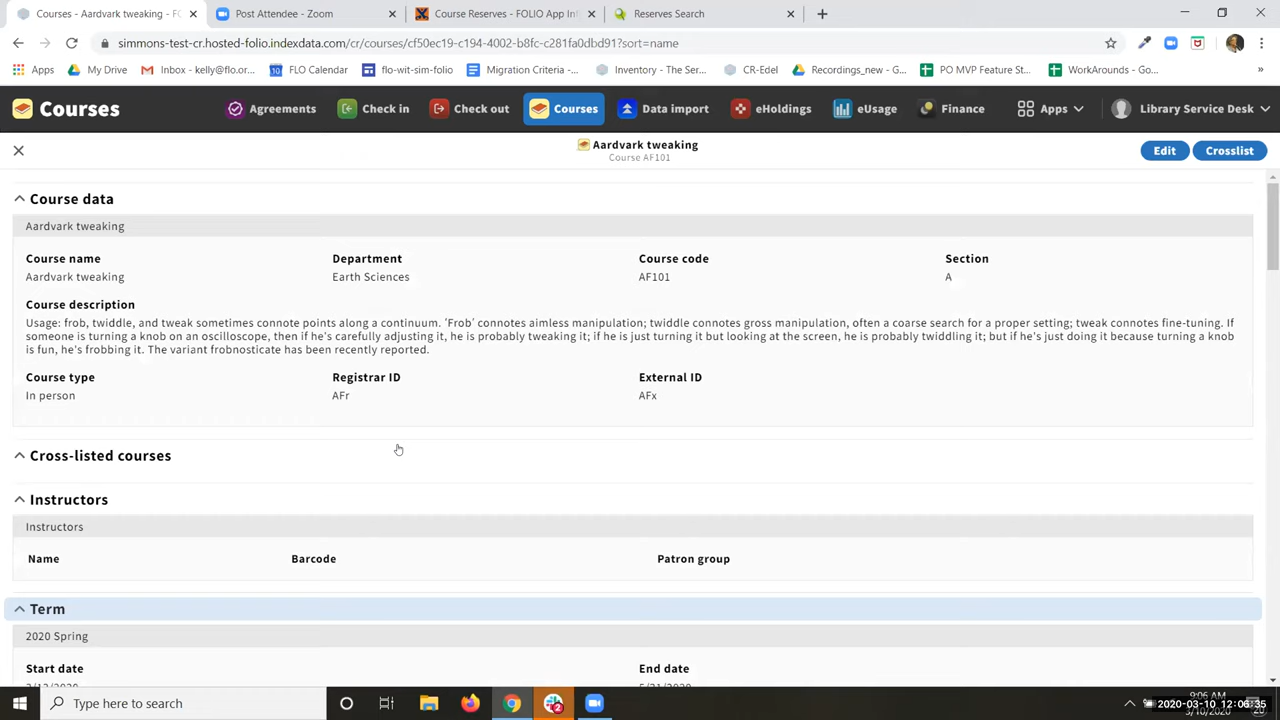 Courses - Aardvark tweaking - FO
Post Attendee - Zoom
Course Reserves - FOLIO App Int
Reserves Search
simmons-test-cr.hosted-folio.indexdata.com/cr/courses/cf50ec19-c194-4002-b8fc-c281fa0dbd91?sort=name
Apps
My Drive
Inbox - kelly@flo.or...
FLO Calendar
flo-wit-sim-folio
Migration Criteria -...
Inventory - The Ser...
CR-Edel
Recordings_new - G...
PO MVP Feature St...
WorkArounds - Go...
»
Courses
Agreements
Check in
Check out
Courses
Data import
eHoldings
eUsage
Finance
Apps
Library Service Desk
Aardvark tweaking
Course AF101
Edit
Crosslist
Course data
Aardvark tweaking
Course name
Department
Course code
Section
Aardvark tweaking
Earth Sciences
AF101
A
Course description
Usage: frob, twiddle, and tweak sometimes connote points along a continuum. 'Frob' connotes aimless manipulation; twiddle connotes gross manipulation, often a coarse search for a proper setting; tweak connotes fine-tuning. If
someone is turning a knob on an oscilloscope, then if he's carefully adjusting it, he is probably tweaking it; if he is just turning it but looking at the screen, he is probably twiddling it; but if he's just doing it because turning a knob
is fun, he's frobbing it. The variant frobnosticate has been recently reported.
Course type
Registrar ID
External ID
In person
AFr
AFx
Cross-listed courses
Instructors
Instructors
Name
Barcode
Patron group
Term
2020 Spring
Start date
End date
Type here to search
9:06 AM
2020-03-10 12:06:35